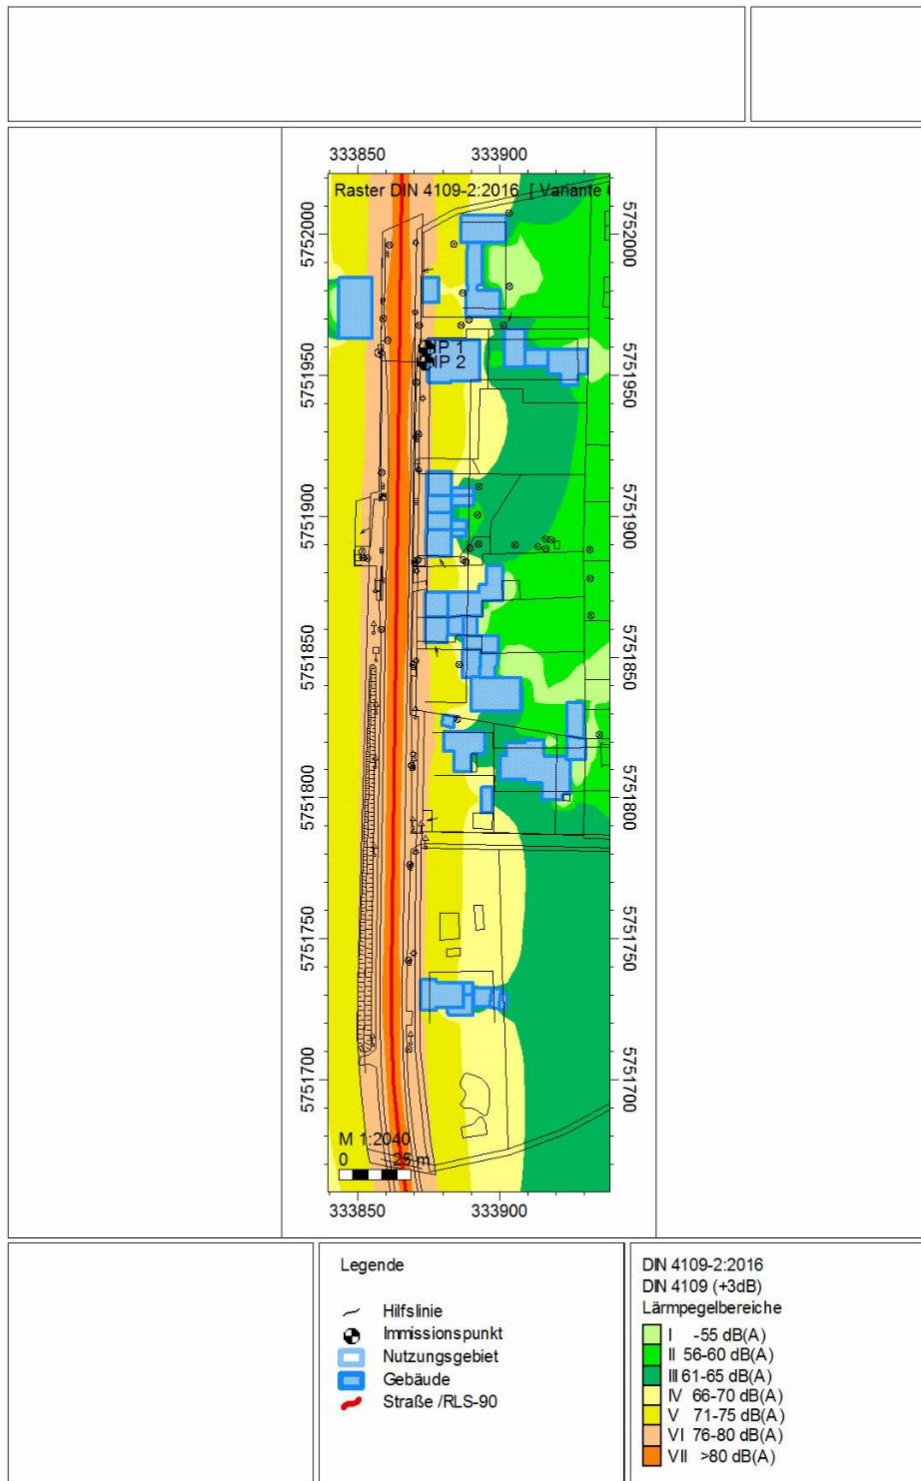 333850 333900
Raster DIN 4109-2:2016 [ Variante
5752000 5752000
5751950 5751950
IP 1
IP 2
5751900 5751900
5751850 5751850
5751800 5751800
5751750 5751750
5751700 5751700
M 1:2040
0 25 m
333850 333900
Legende
Hilfslinie
Immissionspunkt
Nutzungsgebiet
Gebäude
Straße /RLS-90
DIN 4109-2:2016
DIN 4109 (+3dB)
Lärmpegelbereiche
I -55 dB(A)
II 56-60 dB(A)
III 61-65 dB(A)
IV 66-70 dB(A)
V 71-75 dB(A)
VI 76-80 dB(A)
VII >80 dB(A)